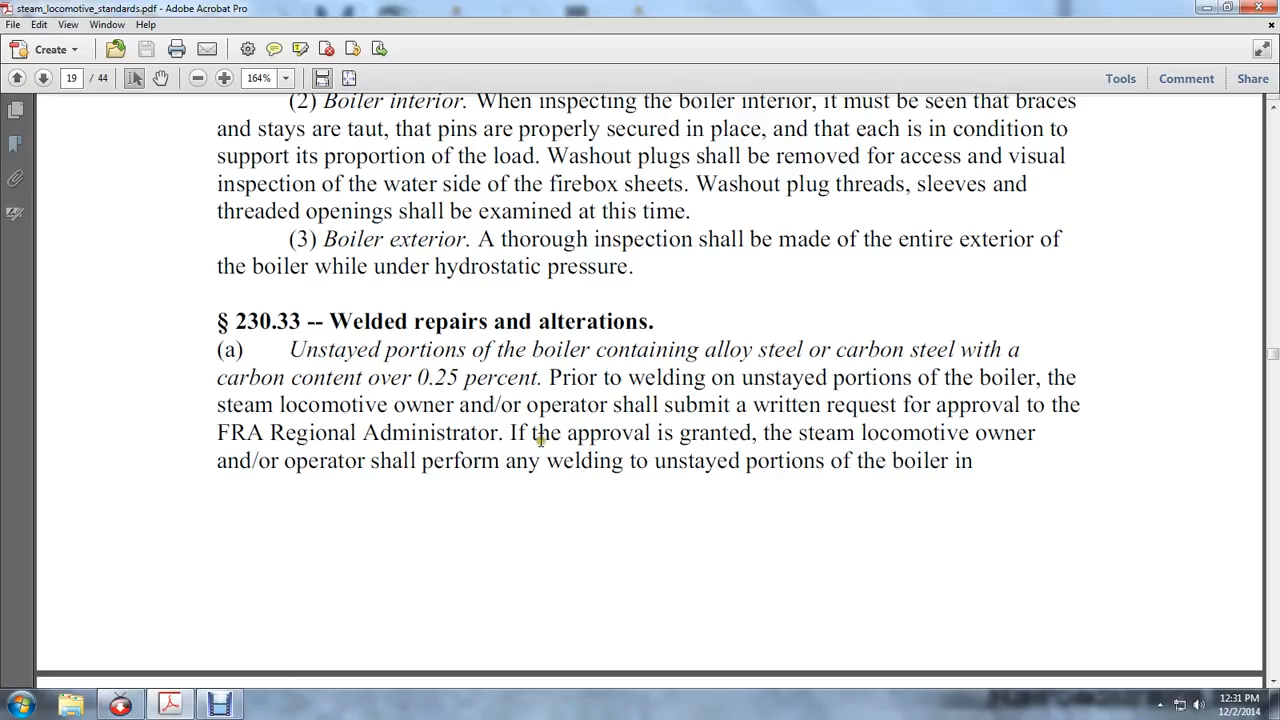 steam_locomotive_standards.pdf - Adobe Acrobat Pro
File Edit View Window Help
Create
19 / 44 164% Tools Comment Share
(2) Boiler interior. When inspecting the boiler interior, it must be seen that braces
and stays are taut, that pins are properly secured in place, and that each is in condition to
support its proportion of the load. Washout plugs shall be removed for access and visual
inspection of the water side of the firebox sheets. Washout plug threads, sleeves and
threaded openings shall be examined at this time.
(3) Boiler exterior. A thorough inspection shall be made of the entire exterior of
the boiler while under hydrostatic pressure.
§ 230.33 -- Welded repairs and alterations.
(a) Unstayed portions of the boiler containing alloy steel or carbon steel with a
carbon content over 0.25 percent. Prior to welding on unstayed portions of the boiler, the
steam locomotive owner and/or operator shall submit a written request for approval to the
FRA Regional Administrator. If the approval is granted, the steam locomotive owner
and/or operator shall perform any welding to unstayed portions of the boiler in
12:31 PM
12/2/2014